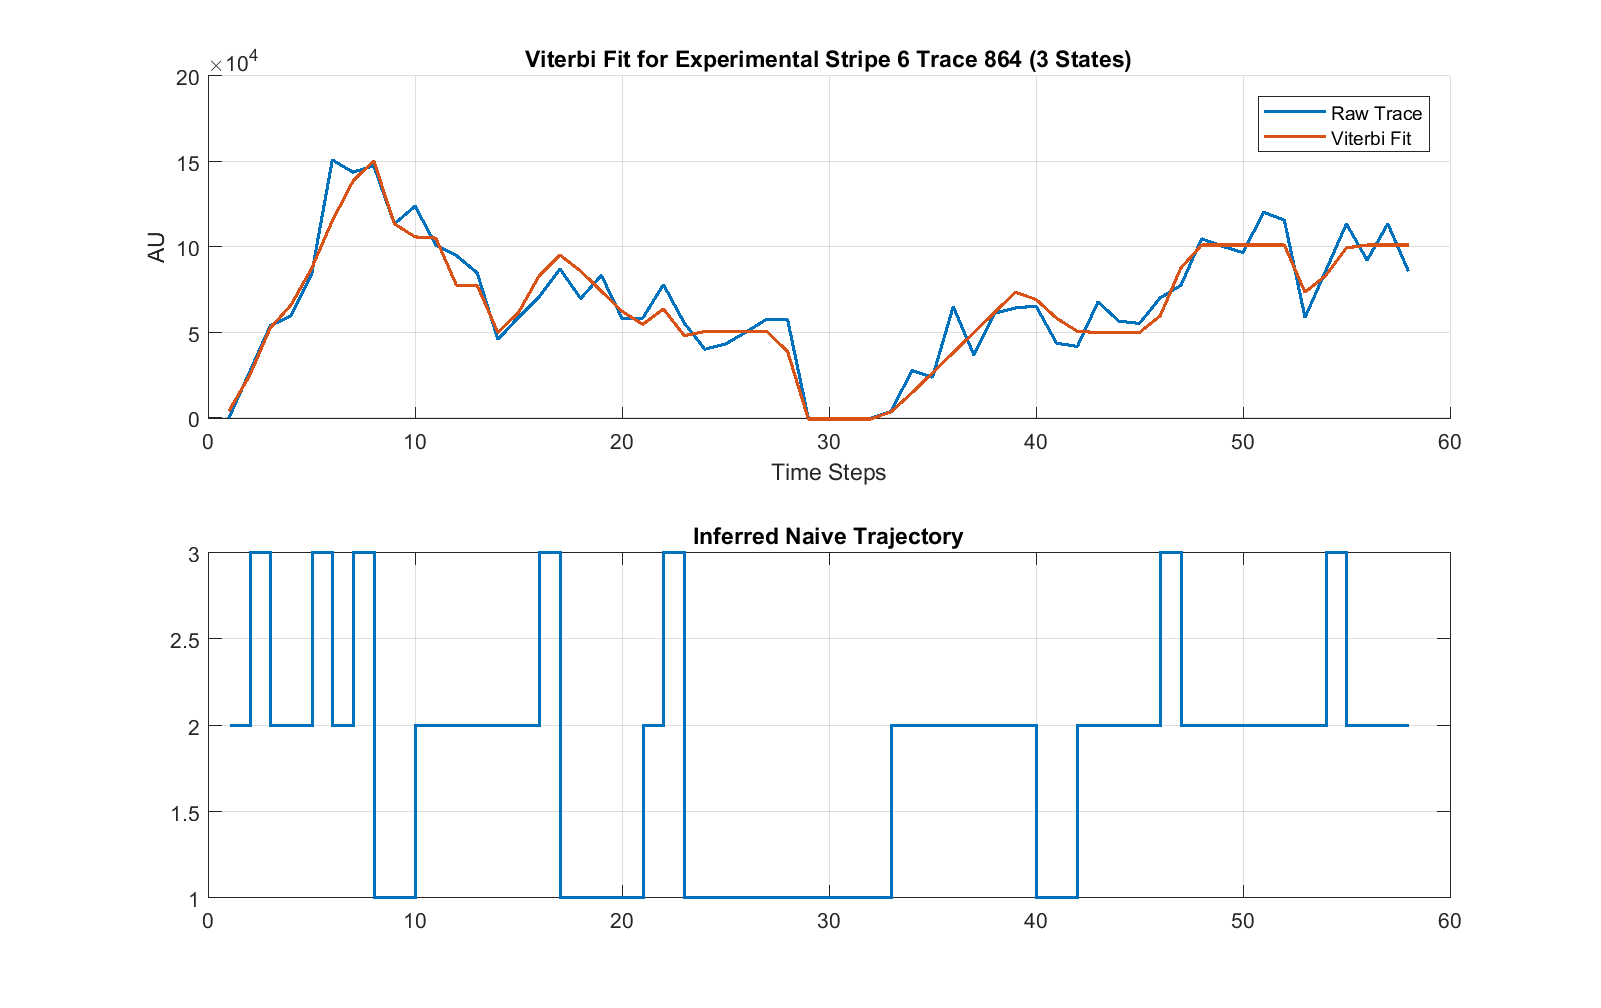 Viterbi Fit for Experimental Stripe 6 Trace 864 (3 States)
×10⁴
20
15
10
5
0
AU
Raw Trace
Viterbi Fit
0 10 20 30 40 50 60
Time Steps
Inferred Naive Trajectory
3
2.5
2
1.5
1
0 10 20 30 40 50 60